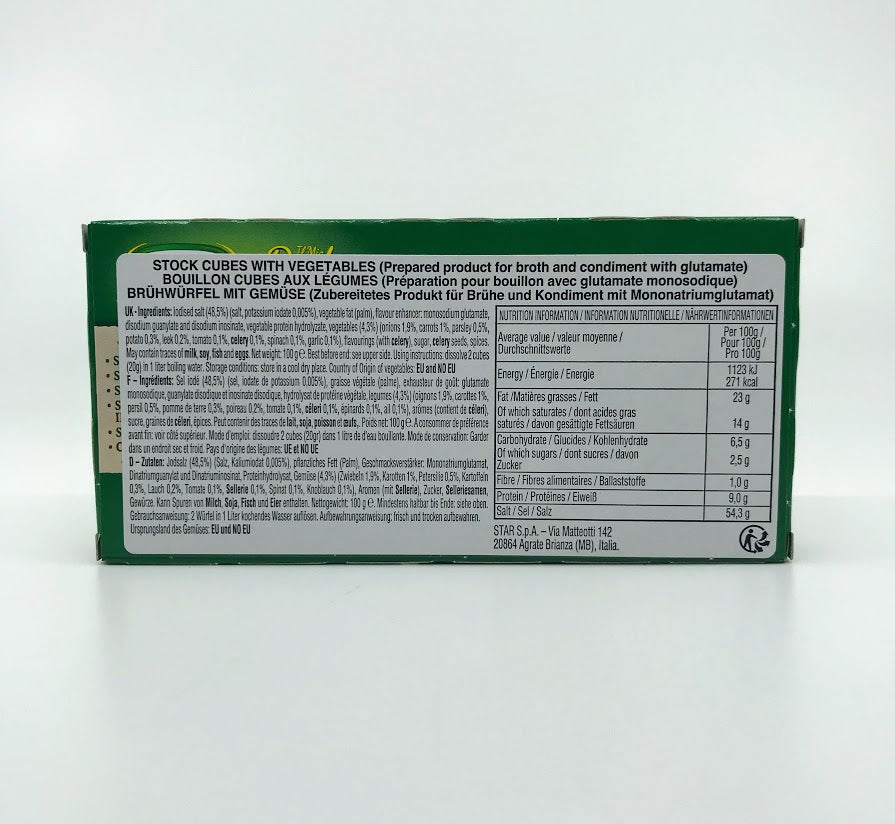 Il Mio
STOCK CUBES WITH VEGETABLES (Prepared product for broth and condiment with glutamate)
BOUILLON CUBES AUX LÉGUMES (Préparation pour bouillon avec glutamate monosodique)
BRÜHWÜRFEL MIT GEMÜSE (Zubereitetes Produkt für Brühe und Kondiment mit Mononatriumglutamat)
UK - Ingredients: Iodised salt (48,5%) (salt, potassium iodate 0,005%), vegetable fat (palm), flavour enhancer: monosodium glutamate,
disodium guanylate and disodium inosinate, vegetable protein hydrolyzate, vegetables (4,3%) (onions 1,9%, carrots 1%, parsley 0,5%,
potato 0,3%, leek 0,2%, tomato 0,1%, celery 0,1%, spinach 0,1%, garlic 0,1%), flavourings (with celery), sugar, celery seeds, spices.
May contain traces of milk, soy, fish and eggs. Net weight: 100 g e. Best before end: see upper side. Using instructions: dissolve 2 cubes
(20g) in 1 liter boiling water. Storage conditions: store in a cool dry place. Country of Origin of vegetables: EU and NO EU
F - Ingrédients: Sel iodé (48,5%) (sel, iodate de potassium 0,005%), graisse végétale (palme), exhausteur de goût: glutamate
monosodique, guanylate disodique et inosinate disodique, hydrolysat de protéine végétale, légumes (4,3%) (oignons 1,9%, carottes 1%,
persil 0,5%, pomme de terre 0,3%, poireau 0,2%, tomate 0,1%, céleri 0,1%, épinards 0,1%, ail 0,1%), arômes (contient de céleri),
sucre, graines de céleri, épices. Peut contenir des traces de lait, soja, poisson et œufs,. Poids net: 100g e. A consommer de préférence
avant fin: voir côté supérieur. Mode d'emploi: dissoudre 2 cubes (20gr) dans 1 litre de d'eau bouillante. Mode de conservation: Garder
dans un endroit sec et froid. Pays d'origine des légumes: UE et NO UE
D – Zutaten: Jodsalz (48,5%) (Salz, Kaliumiodat 0,005%), pflanzliches Fett (Palm), Geschmacksverstärker: Mononatriumglutamat,
Dinatriumguanylat und Dinatriuminosinat, Proteinhydrolysat, Gemüse (4,3%) (Zwiebeln 1,9%, Karotten 1%, Petersilie 0,5%, Kartoffeln
0,3%, Lauch 0,2%, Tomate 0,1%, Sellerie 0,1%, Spinat 0,1%, Knoblauch 0,1%), Aromen (mit Sellerie), Zucker, Selleriesamen,
Gewürze. Kann Spuren von Milch, Soja, Fisch und Eier enthalten. Nettogewicht: 100 g e. Mindestens haltbar bis Ende: siehe oben.
Gebrauchsanweisung: 2 Würfel in 1 Liter kochendes Wasser auflösen. Aufbewahrungsanweisung: frisch und trocken aufbewahren.
Ursprungsland des Gemüses: EU und NO EU
NUTRITION INFORMATION / INFORMATION NUTRITIONELLE / NÄHRWERTINFORMATIONEN
Average value / valeur moyenne /
Durchschnittswerte
Per 100g /
Pour 100g /
Pro 100g
Energy / Énergie / Energie
1123 kJ
271 kcal
Fat /Matières grasses / Fett 23 g
Of which saturates / dont acides gras
saturés / davon gesättigte Fettsäuren 14 g
Carbohydrate / Glucides / Kohlenhydrate 6,5 g
Of which sugars / dont sucres / davon
Zucker 2,5 g
Fibre / Fibres alimentaires / Ballaststoffe 1,0 g
Protein / Protéines / Eiweiß 9,0 g
Salt / Sel / Salz 54,3 g
STAR S.p.A. – Via Matteotti 142
20864 Agrate Brianza (MB), Italia.